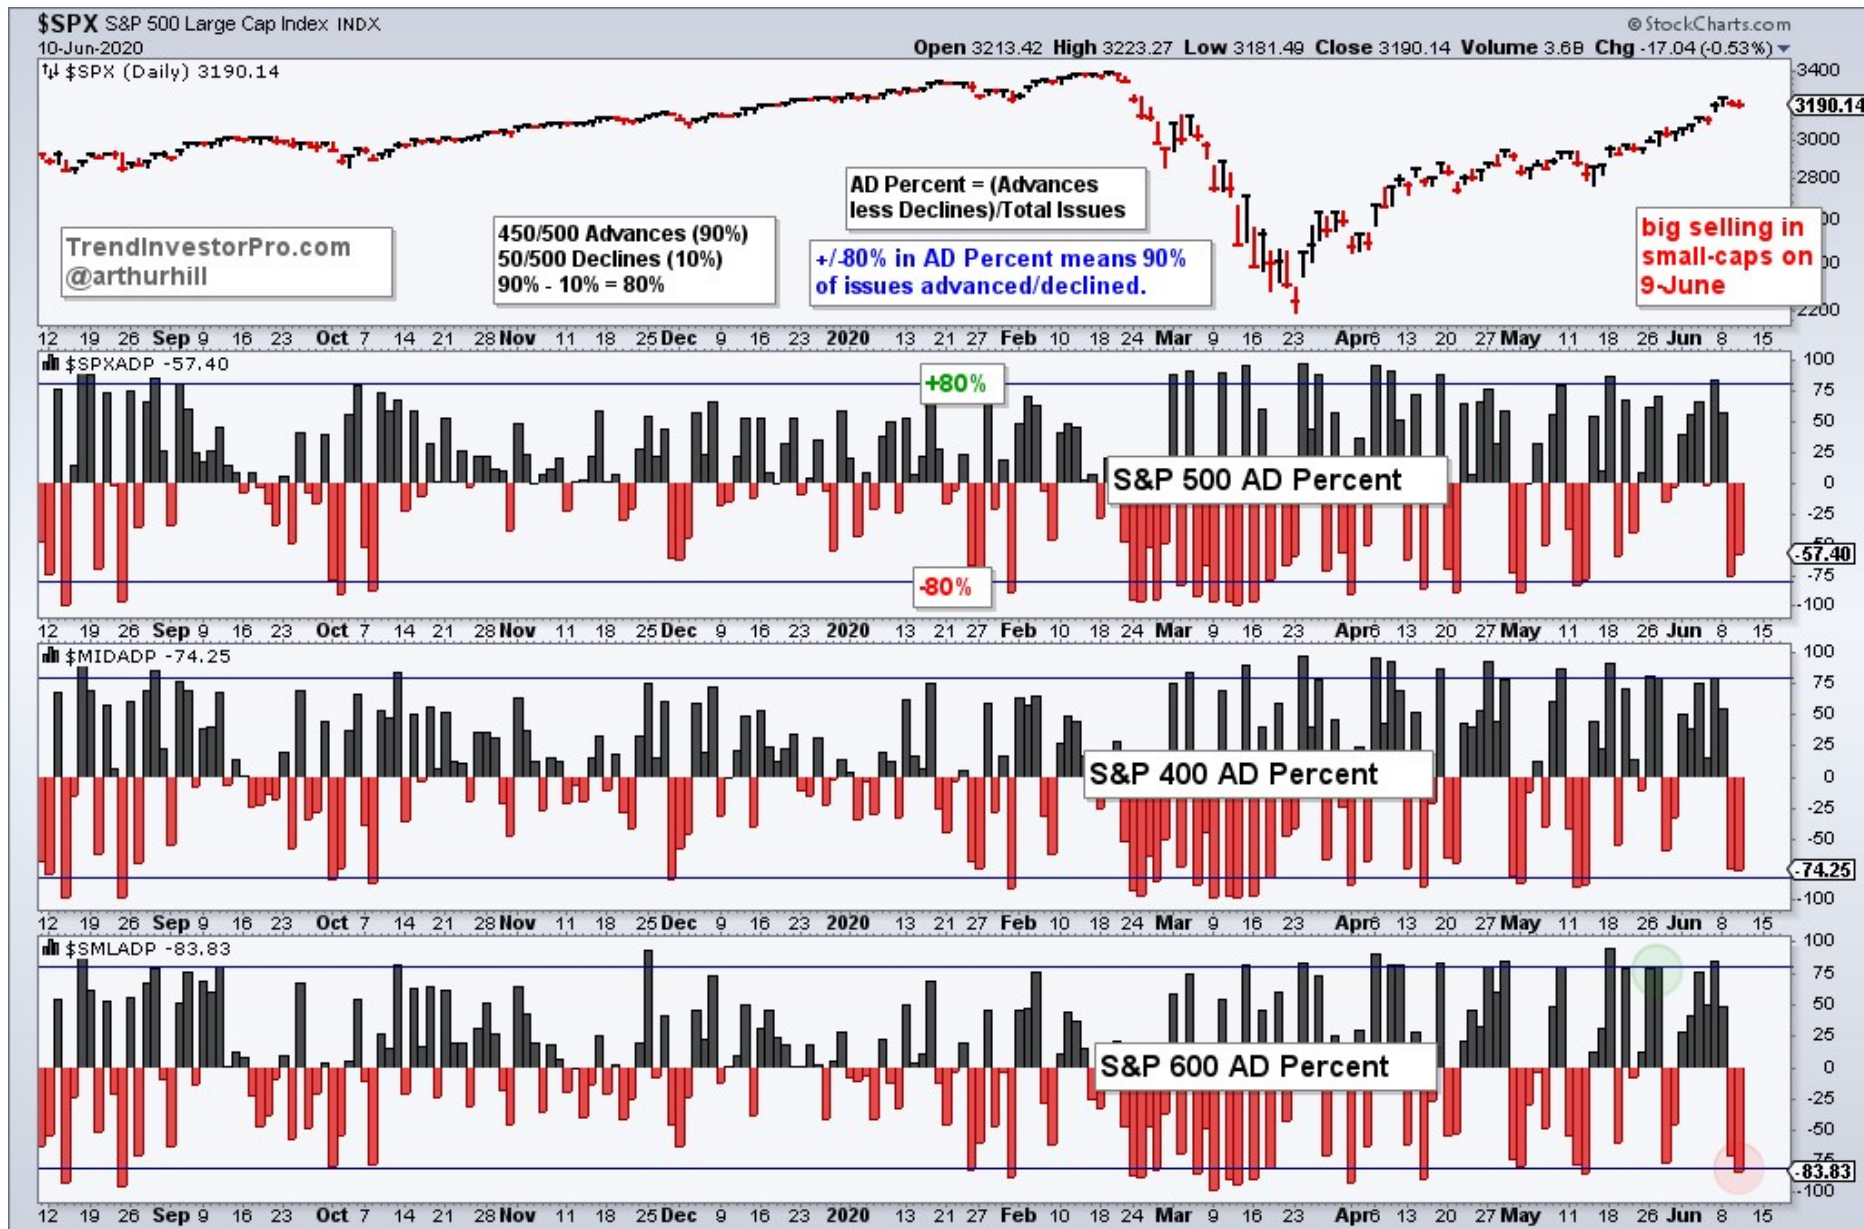 $SPX S&P 500 Large Cap Index INDX
© StockCharts.com
10-Jun-2020
Open 3213.42 High 3223.27 Low 3181.49 Close 3190.14 Volume 3.6B Chg -17.04 (-0.53%)
$SPX (Daily) 3190.14
3400
3190.14
3000
2800
2200
AD Percent = (Advances
less Declines)/Total Issues
TrendInvestorPro.com
@arthurhill
450/500 Advances (90%)
50/500 Declines (10%)
90% - 10% = 80%
+/-80% in AD Percent means 90%
of issues advanced/declined.
big selling in
small-caps on
9-June
12 19 26 Sep 9 16 23 Oct 7 14 21 28 Nov 11 18 25 Dec 9 16 23 2020 13 21 27 Feb 10 18 24 Mar 9 16 23 Apr 6 13 20 27 May 11 18 26 Jun 8 15
$SPXADP -57.40
+80%
S&P 500 AD Percent
-80%
100
75
50
25
0
-25
-57.40
-75
-100
12 19 26 Sep 9 16 23 Oct 7 14 21 28 Nov 11 18 25 Dec 9 16 23 2020 13 21 27 Feb 10 18 24 Mar 9 16 23 Apr 6 13 20 27 May 11 18 26 Jun 8 15
$MIDADP -74.25
S&P 400 AD Percent
100
75
50
25
0
-25
-50
-74.25
-100
12 19 26 Sep 9 16 23 Oct 7 14 21 28 Nov 11 18 25 Dec 9 16 23 2020 13 21 27 Feb 10 18 24 Mar 9 16 23 Apr 6 13 20 27 May 11 18 26 Jun 8 15
$SMLADP -83.83
S&P 600 AD Percent
100
75
50
25
0
-25
-50
-83.83
-100
12 19 26 Sep 9 16 23 Oct 7 14 21 28 Nov 11 18 25 Dec 9 16 23 2020 13 21 27 Feb 10 18 24 Mar 9 16 23 Apr 6 13 20 27 May 11 18 26 Jun 8 15